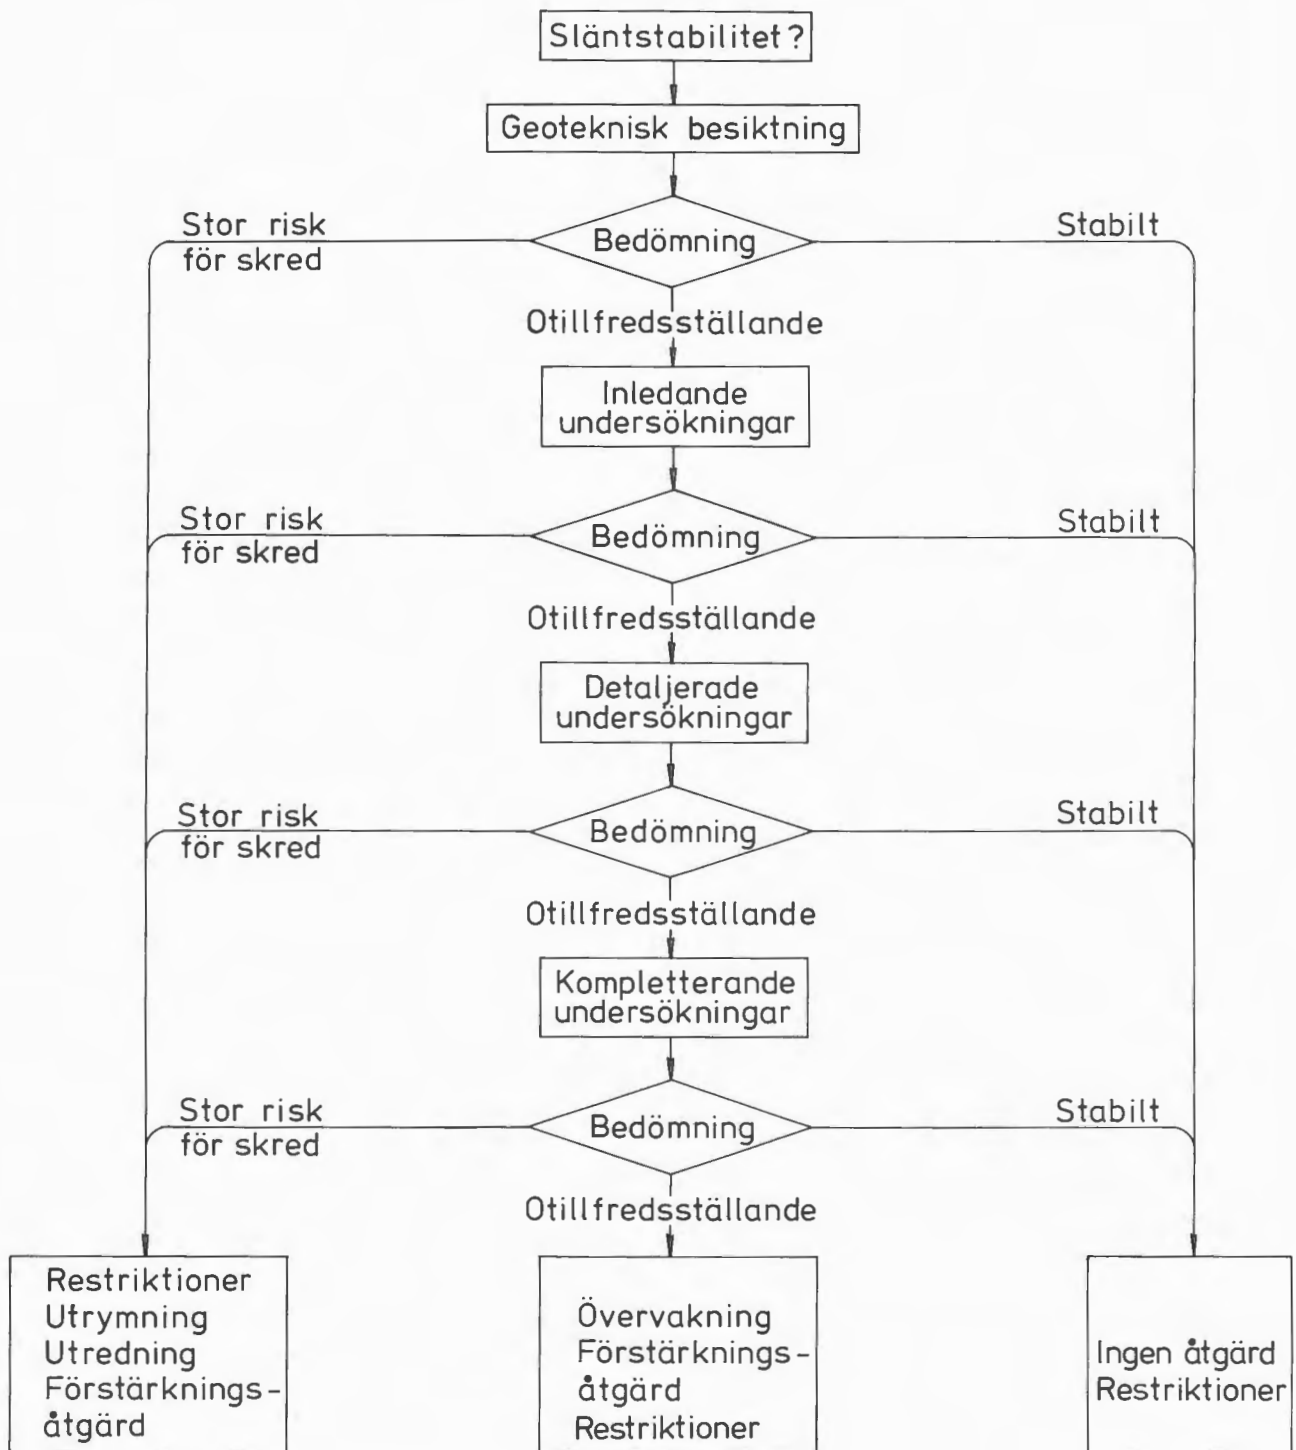 Släntstabilitet?
Geoteknisk besiktning
Stor risk
för skred
Bedömning
Stabilt
Otillfredsställande
Inledande
undersökningar
Stor risk
för skred
Bedömning
Stabilt
Otillfredsställande
Detaljerade
undersökningar
Stor risk
för skred
Bedömning
Stabilt
Otillfredsställande
Kompletterande
undersökningar
Stor risk
för skred
Bedömning
Stabilt
Otillfredsställande
Restriktioner
Utrymning
Utredning
Förstärknings-
åtgärd
Övervakning
Förstärknings-
åtgärd
Restriktioner
Ingen åtgärd
Restriktioner